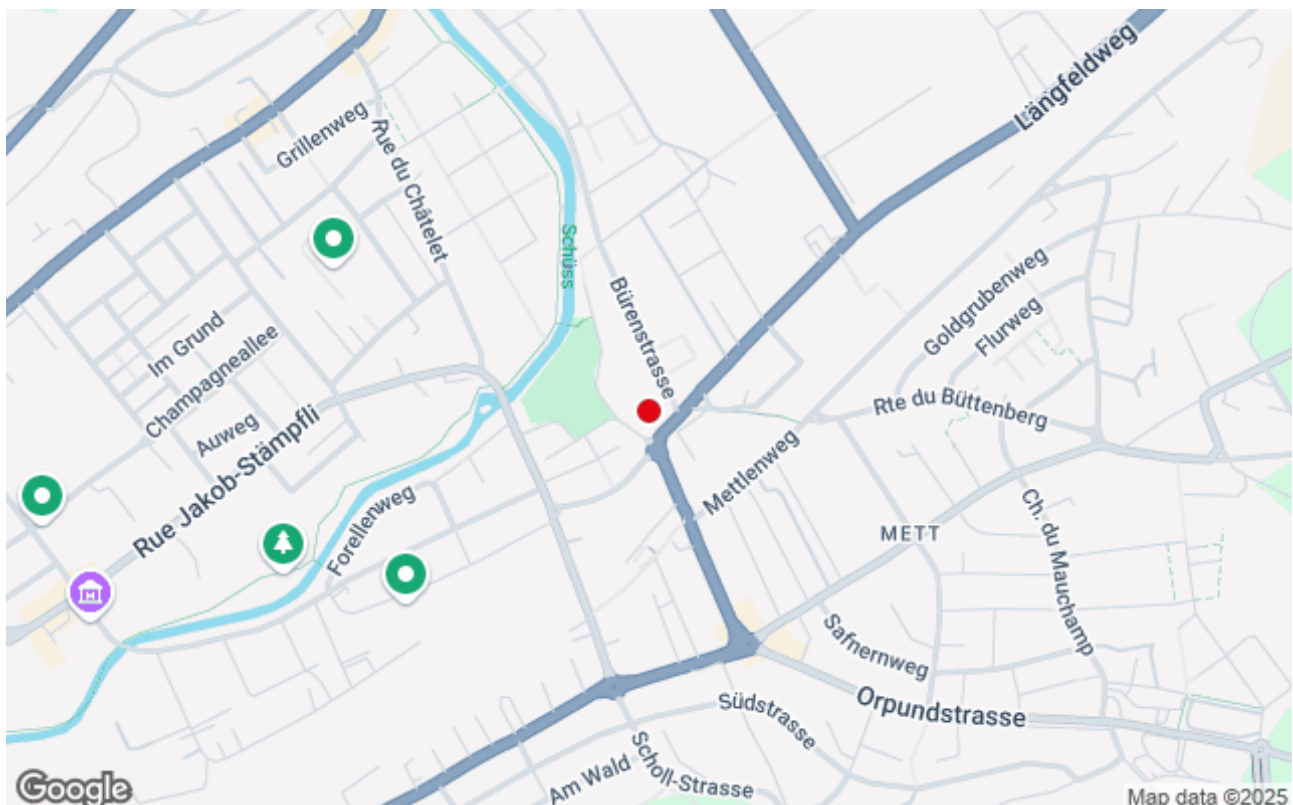 Längfeldweg
Grillenweg
Rue du Châtelet
Schüss
Bürenstrasse
Goldgrubenweg
Flurweg
Im Grund
Champagneallee
Auweg
Rue Jakob-Stämpfli
Rte du Büttenberg
Mettlenweg
Forellenweg
METT
Ch. du Mauchamp
Safnernweg
Orpundstrasse
Südstrasse
Am Wald
Scholl-Strasse
Google
Map data ©2025